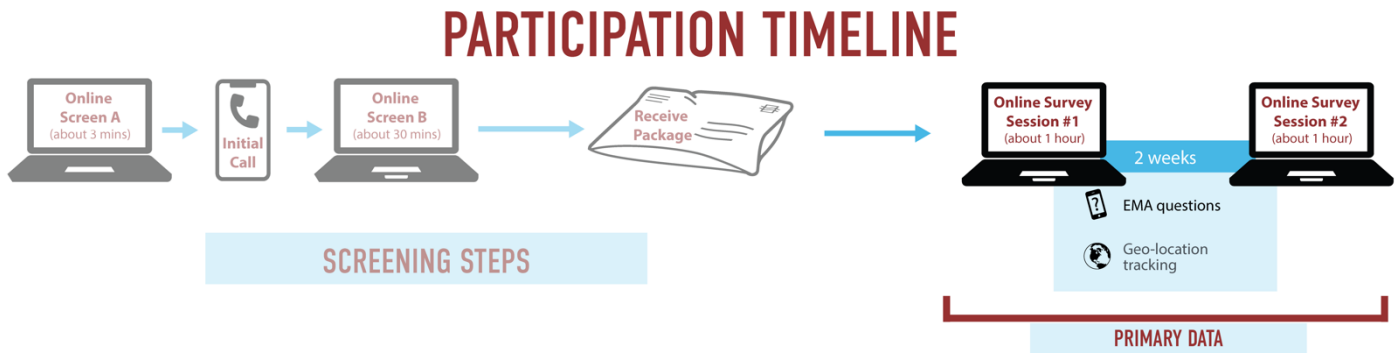 PARTICIPATION TIMELINE
Online
Screen A
(about 3 mins)
Initial
Call
Online
Screen B
(about 30 mins)
Receive
Package
Online Survey
Session #1
(about 1 hour)
2 weeks
Online Survey
Session #2
(about 1 hour)
?
EMA questions
Geo-location
tracking
SCREENING STEPS
PRIMARY DATA